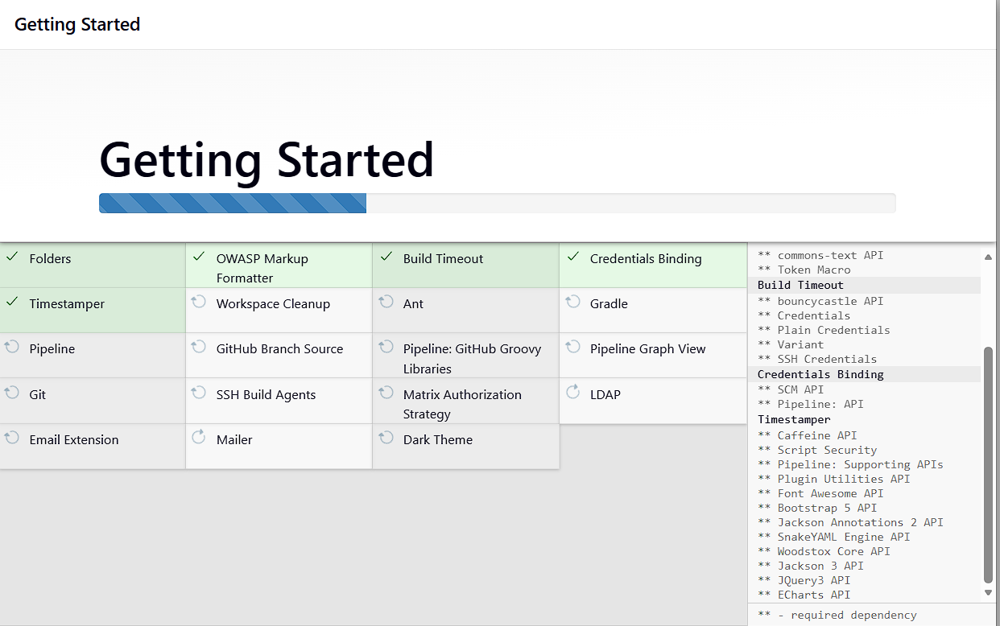 Getting Started
Getting Started
Folders
OWASP Markup
Formatter
Build Timeout
Credentials Binding
Timestamper
Workspace Cleanup
Ant
Gradle
Pipeline
GitHub Branch Source
Pipeline: GitHub Groovy
Libraries
Pipeline Graph View
Git
SSH Build Agents
Matrix Authorization
Strategy
LDAP
Email Extension
Mailer
Dark Theme
** commons-text API
** Token Macro
Build Timeout
** bouncycastle API
** Credentials
** Plain Credentials
** Variant
** SSH Credentials
Credentials Binding
** SCM API
** Pipeline: API
Timestamper
** Caffeine API
** Script Security
** Pipeline: Supporting APIs
** Plugin Utilities API
** Font Awesome API
** Bootstrap 5 API
** Jackson Annotations 2 API
** SnakeYAML Engine API
** Woodstox Core API
** Jackson 3 API
** JQuery3 API
** ECharts API
** - required dependency